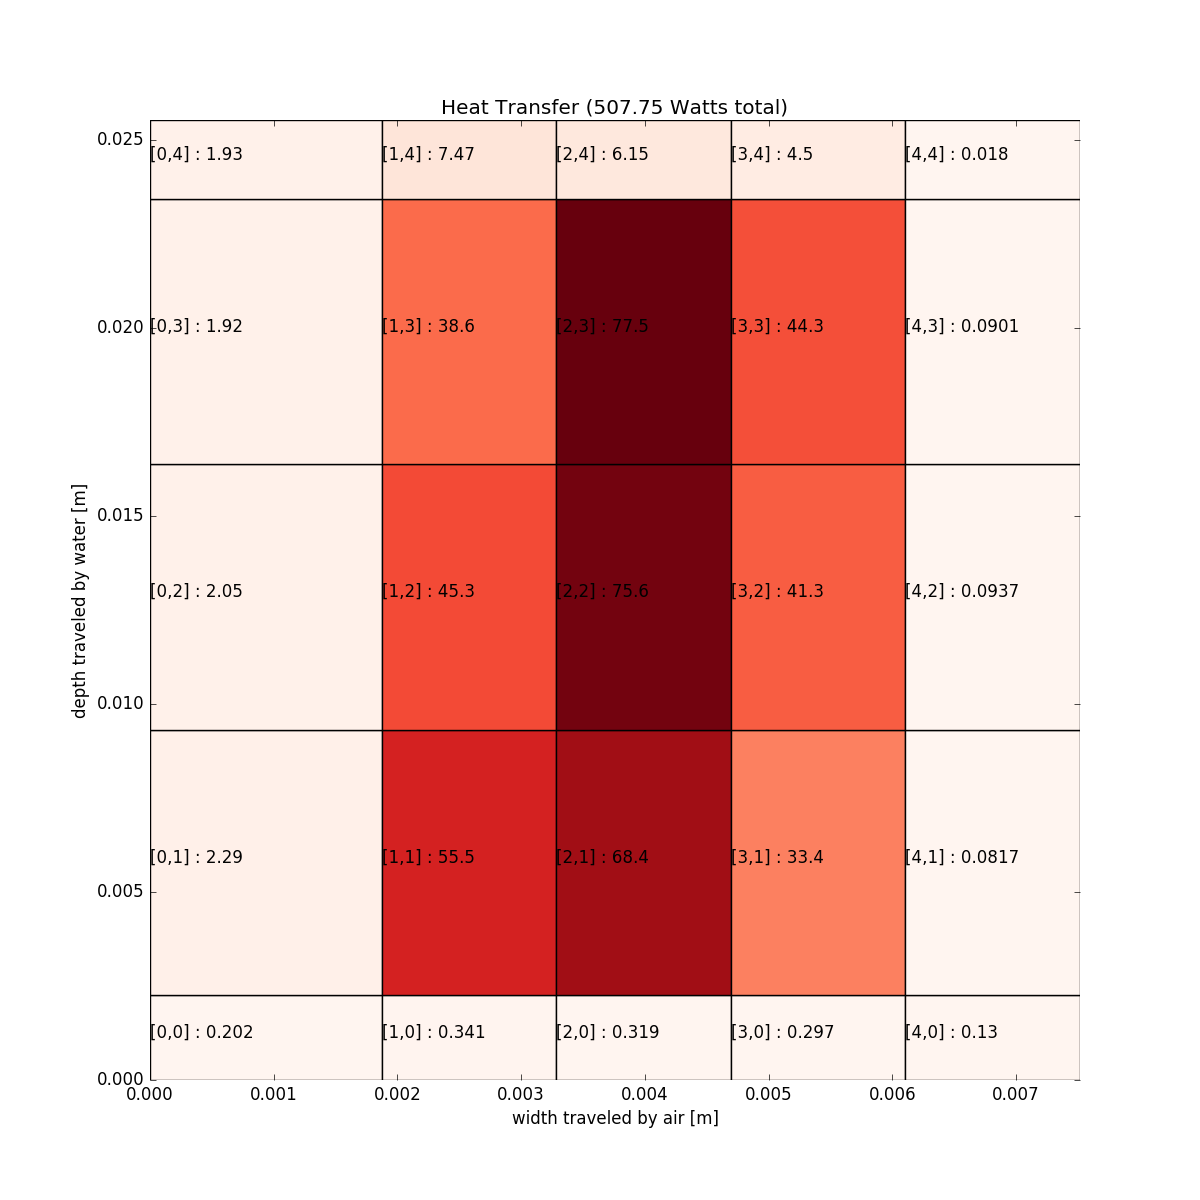 Heat Transfer (507.75 Watts total)
0.025
[0,4] : 1.93
[1,4] : 7.47
[2,4] : 6.15
[3,4] : 4.5
[4,4] : 0.018
0.020
[0,3] : 1.92
[1,3] : 38.6
[2,3] : 77.5
[3,3] : 44.3
[4,3] : 0.0901
depth traveled by water [m]
0.015
[0,2] : 2.05
[1,2] : 45.3
[2,2] : 75.6
[3,2] : 41.3
[4,2] : 0.0937
0.010
[0,1] : 2.29
[1,1] : 55.5
[2,1] : 68.4
[3,1] : 33.4
[4,1] : 0.0817
0.005
[0,0] : 0.202
[1,0] : 0.341
[2,0] : 0.319
[3,0] : 0.297
[4,0] : 0.13
0.000
0.000 0.001 0.002 0.003 0.004 0.005 0.006 0.007
width traveled by air [m]